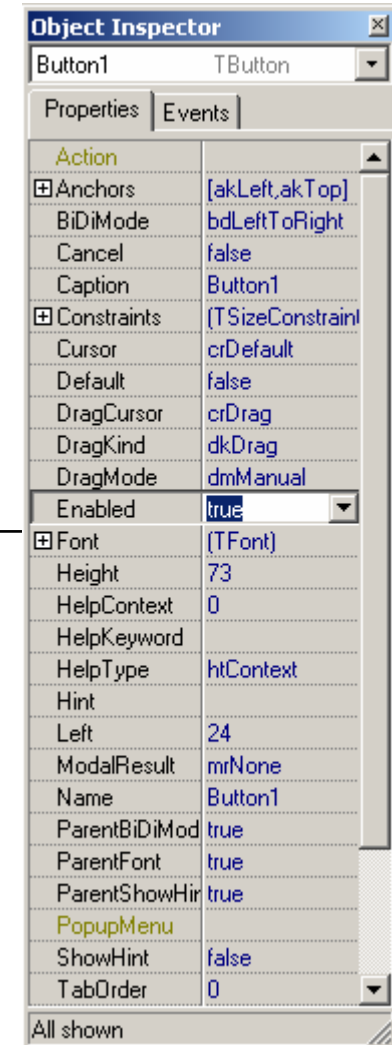 Object Inspector
Button1 TButton
Properties Events
Action
Anchors [akLeft,akTop]
BiDiMode bdLeftToRight
Cancel false
Caption Button1
Constraints (TSizeConstraint
Cursor crDefault
Default false
DragCursor crDrag
DragKind dkDrag
DragMode dmManual
Enabled true
Font (TFont)
Height 73
HelpContext 0
HelpKeyword
HelpType htContext
Hint
Left 24
ModalResult mrNone
Name Button1
ParentBiDiMod true
ParentFont true
ParentShowHin true
PopupMenu
ShowHint false
TabOrder 0
All shown